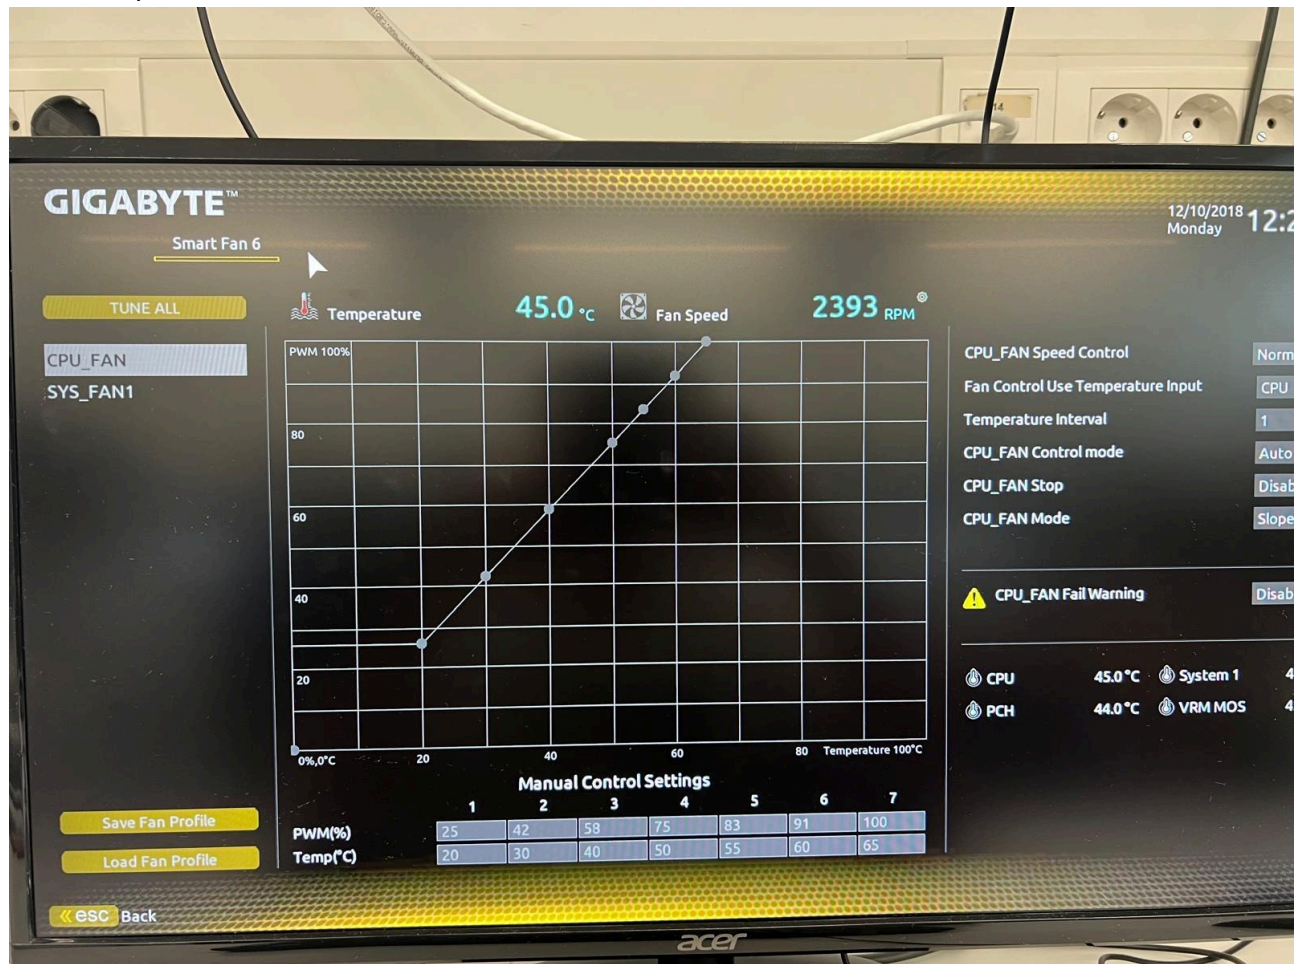 14
GIGABYTE™
Smart Fan 6
12/10/2018
Monday
12:2
TUNE ALL
CPU_FAN
SYS_FAN1
Temperature 45.0 °C Fan Speed 2393 RPM
PWM 100%
80
60
40
20
0%,0°C 20 40 60 80 Temperature 100°C
CPU_FAN Speed Control Norm
Fan Control Use Temperature Input CPU
Temperature Interval 1
CPU_FAN Control mode Auto
CPU_FAN Stop Disab
CPU_FAN Mode Slope
CPU_FAN Fail Warning Disab
CPU 45.0°C System 1 4
PCH 44.0°C VRM MOS 4
Manual Control Settings
1 2 3 4 5 6 7
PWM(%) 25 42 58 75 83 91 100
Temp(°C) 20 30 40 50 55 60 65
Save Fan Profile
Load Fan Profile
«esc Back
acer